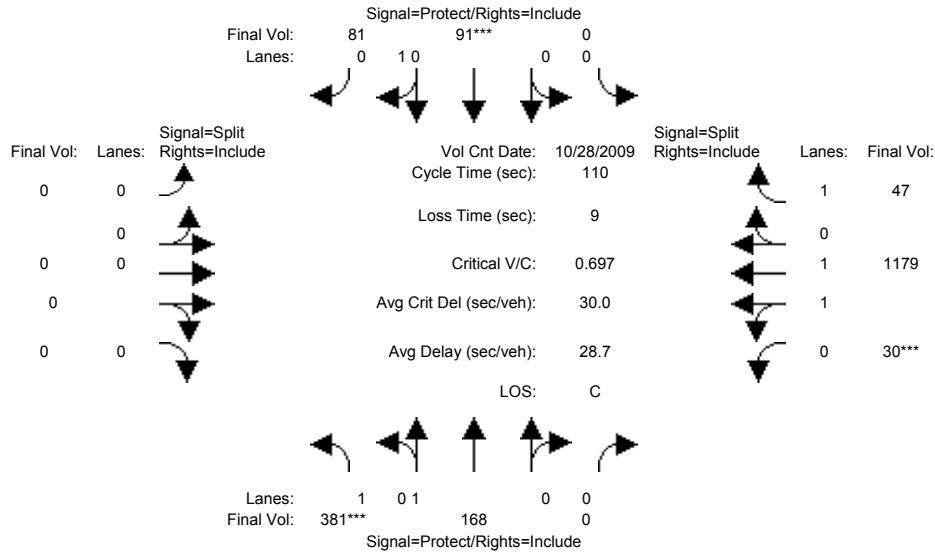 Signal=Protect/Rights=Include
Final Vol: 81 91*** 0
Lanes: 0 1 0 0 0
Signal=Split
Final Vol: Lanes: Rights=Include
Vol Cnt Date: 10/28/2009
Signal=Split
Rights=Include Lanes: Final Vol:
Cycle Time (sec): 110
0 0
1 47
Loss Time (sec): 9
0
0
0 0
Critical V/C: 0.697
1 1179
0
Avg Crit Del (sec/veh): 30.0
1
0 0
Avg Delay (sec/veh): 28.7
0 30***
LOS: C
Lanes: 1 0 1 0 0
Final Vol: 381*** 168 0
Signal=Protect/Rights=Include